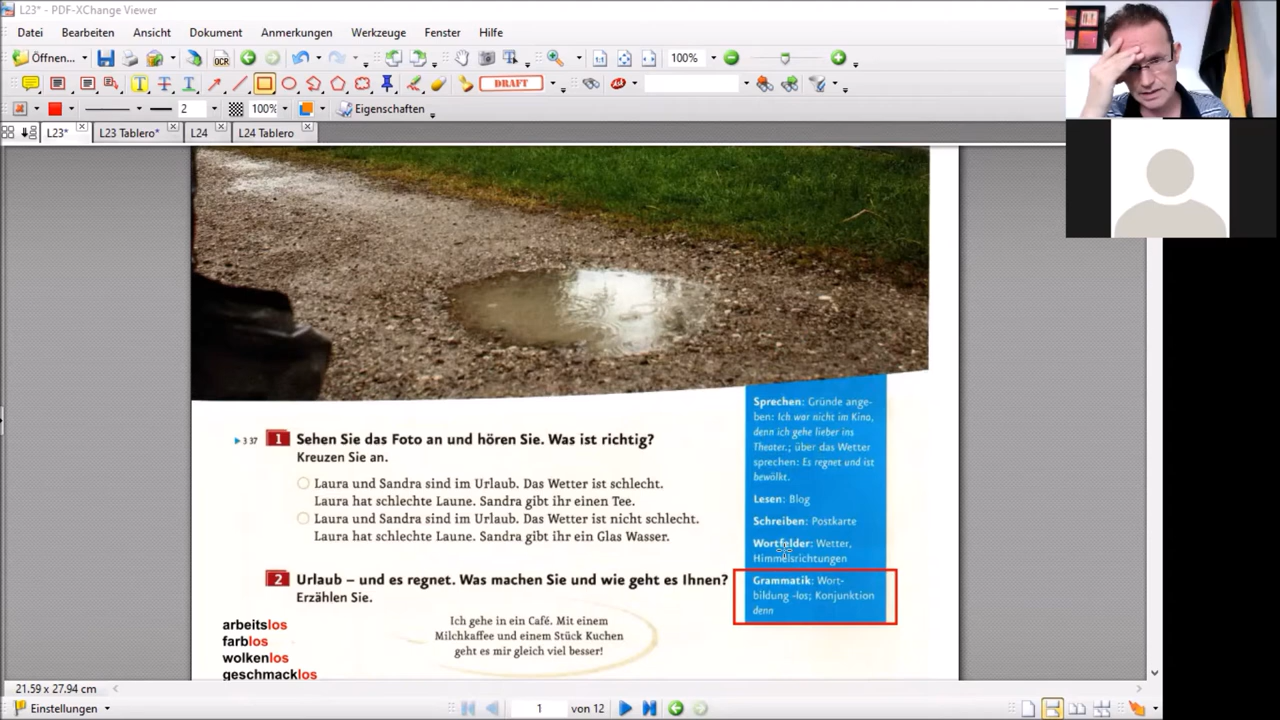 L23* - PDF-XChange Viewer
Datei Bearbeiten Ansicht Dokument Anmerkungen Werkzeuge Fenster Hilfe
Öffnen... OCR 100%
DRAFT
2 100% Eigenschaften
L23* L23 Tablero* L24 L24 Tablero
Sprechen: Gründe ange-
ben: Ich war nicht im Kino,
denn ich gehe lieber ins
Theater.; über das Wetter
sprechen: Es regnet und ist
bewölkt.
Lesen: Blog
Schreiben: Postkarte
Wortfelder: Wetter,
Himmelsrichtungen
Grammatik: Wort-
bildung -los; Konjunktion
denn
3 37 1 Sehen Sie das Foto an und hören Sie. Was ist richtig?
Kreuzen Sie an.
Laura und Sandra sind im Urlaub. Das Wetter ist schlecht.
Laura hat schlechte Laune. Sandra gibt ihr einen Tee.
Laura und Sandra sind im Urlaub. Das Wetter ist nicht schlecht.
Laura hat schlechte Laune. Sandra gibt ihr ein Glas Wasser.
2 Urlaub – und es regnet. Was machen Sie und wie geht es Ihnen?
Erzählen Sie.
Ich gehe in ein Café. Mit einem
Milchkaffee und einem Stück Kuchen
geht es mir gleich viel besser!
arbeitslos
farblos
wolkenlos
geschmacklos
21.59 x 27.94 cm
Einstellungen 1 von 12